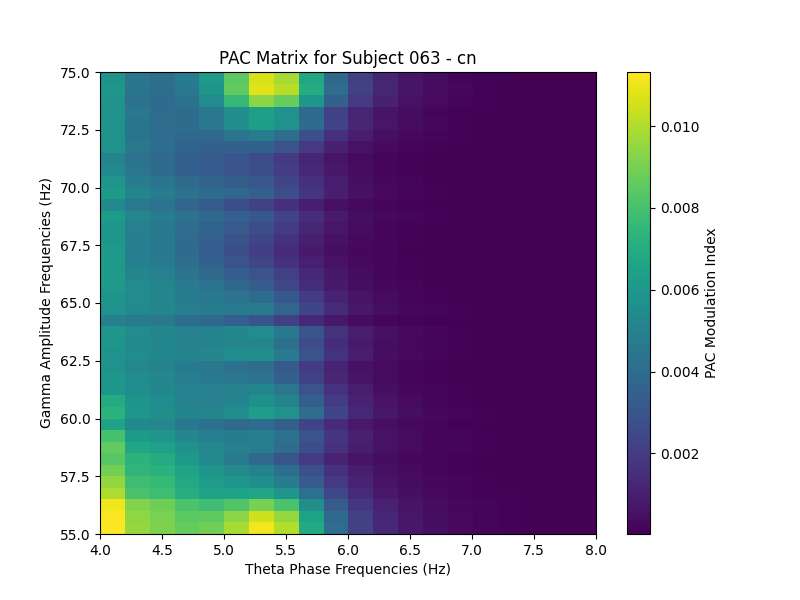 PAC Matrix for Subject 063 - cn
75.0
72.5
70.0
67.5
65.0
62.5
60.0
57.5
55.0
Gamma Amplitude Frequencies (Hz)
4.0 4.5 5.0 5.5 6.0 6.5 7.0 7.5 8.0
Theta Phase Frequencies (Hz)
0.010
0.008
0.006
0.004
0.002
PAC Modulation Index